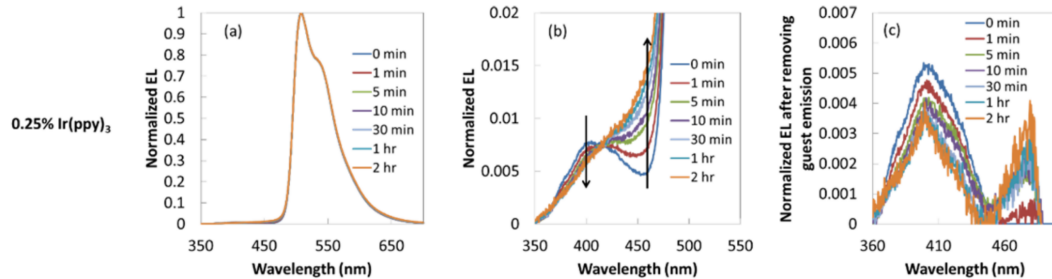 0.25% Ir(ppy)3
(a)
Normalized EL
1
0.9
0.8
0.7
0.6
0.5
0.4
0.3
0.2
0.1
0
350
450
550
650
Wavelength (nm)
0 min
1 min
5 min
10 min
30 min
1 hr
2 hr
(b)
Normalized EL
0.02
0.015
0.01
0.005
0
350
400
450
500
550
Wavelength (nm)
0 min
1 min
5 min
10 min
30 min
1 hr
2 hr
(c)
Normalized EL after removing
guest emission
0.007
0.006
0.005
0.004
0.003
0.002
0.001
0
360
410
460
Wavelength (nm)
0 min
1 min
5 min
10 min
30 min
1 hr
2 hr